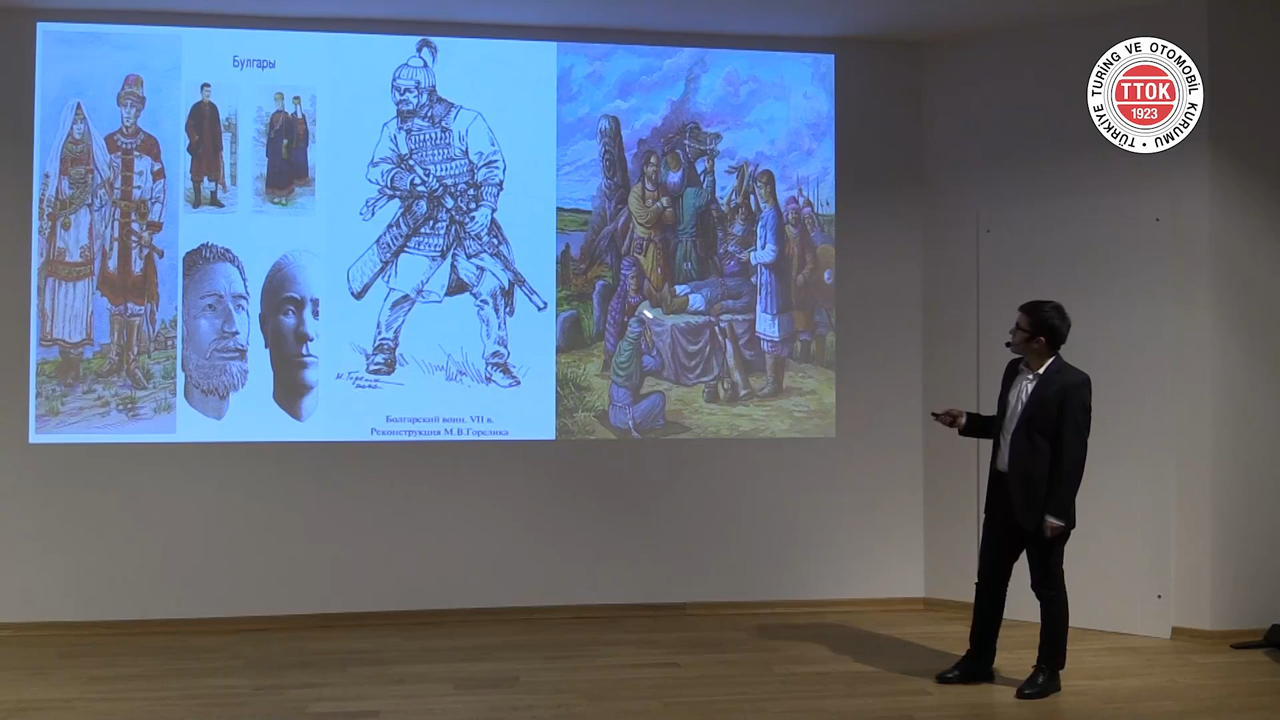 Булгары
Болгарский воин. VII в.
Реконструкция М.В.Горелика
TÜRKİYE TURİNG VE OTOMOBİL KURUMU
TTOK
1923